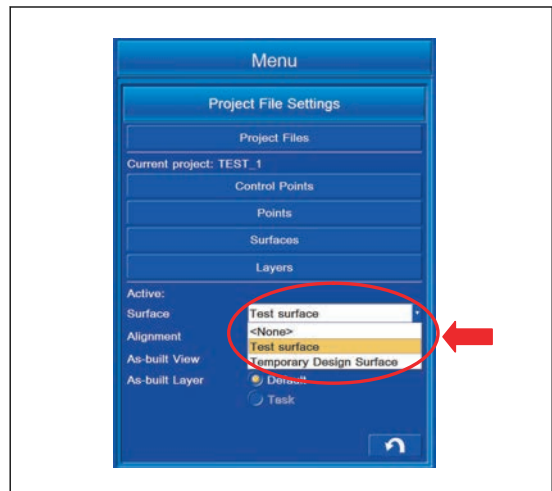 Menu
Project File Settings
Project Files
Current project: TEST_1
Control Points
Points
Surfaces
Layers
Active:
Surface Test surface
<None>
Alignment
Test surface
As-built View Temporary Design Surface
As-built Layer Default
Task